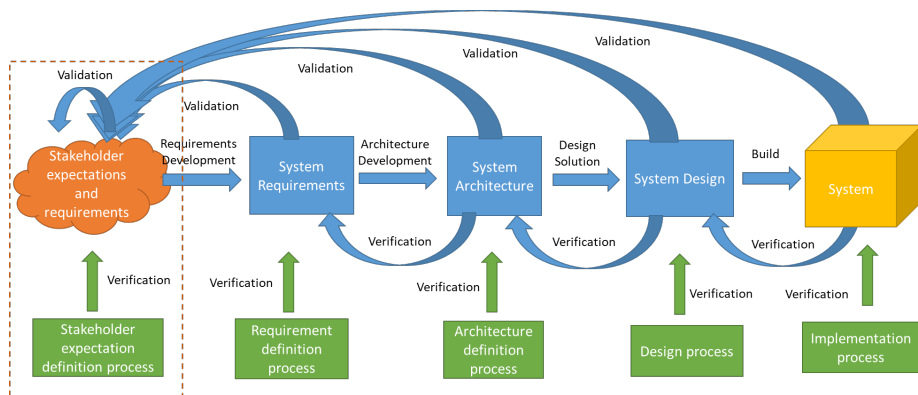 Validation
Validation
Validation
Validation
Validation
Stakeholder
expectations
and
requirements
Requirements
Development
System
Requirements
Architecture
Development
System
Architecture
Design
Solution
System Design
Build
System
Verification
Verification
Verification
Verification
Verification
Verification
Verification
Verification
Stakeholder
expectation
definition process
Requirement
definition
process
Architecture
definition
process
Design process
Implementation
process